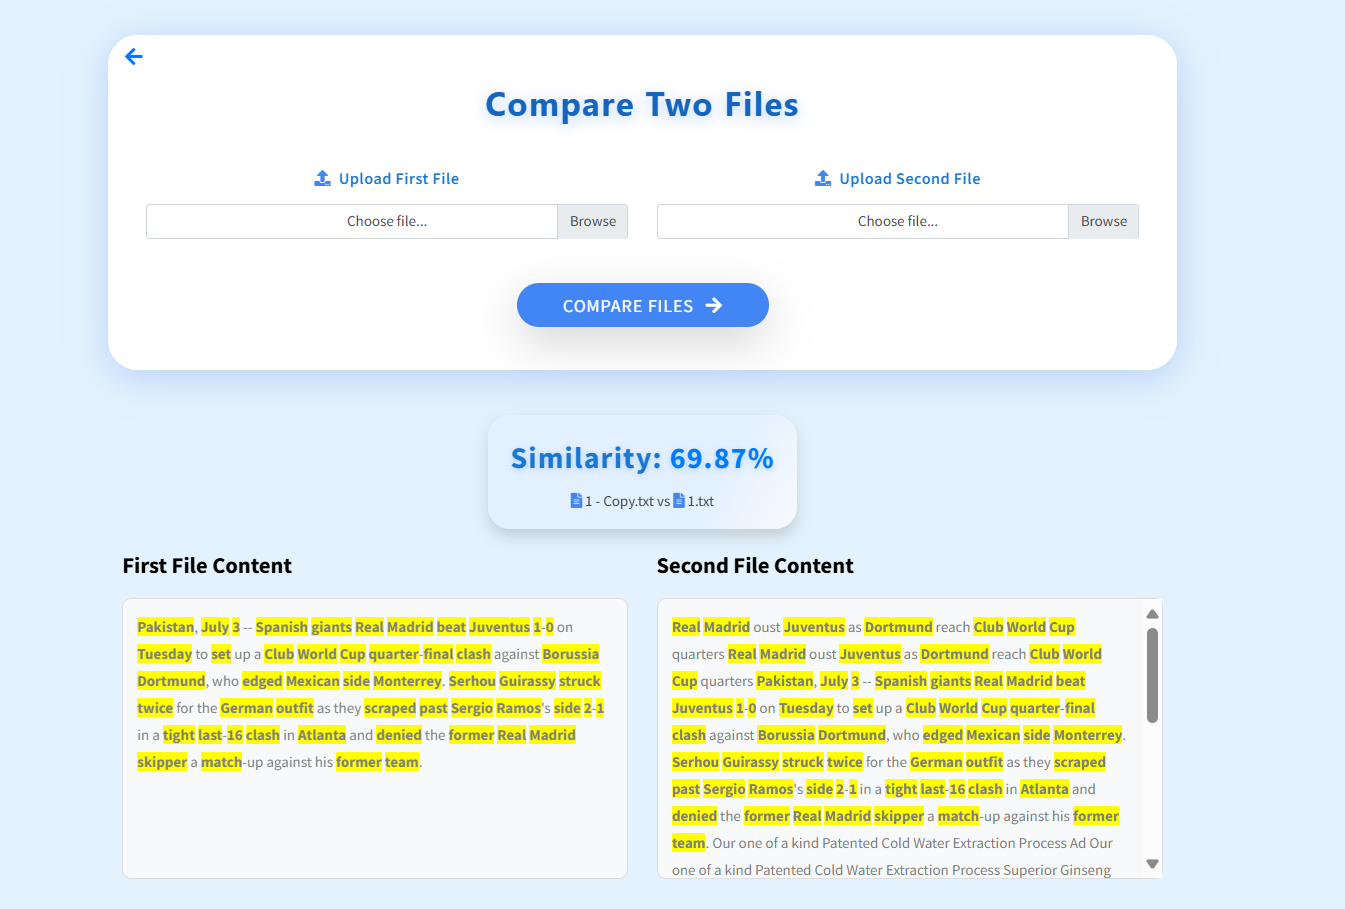 Compare Two Files
Upload First File
Upload Second File
Choose file... Browse
Choose file... Browse
COMPARE FILES
Similarity: 69.87%
1 - Copy.txt vs 1.txt
First File Content
Pakistan, July 3 -- Spanish giants Real Madrid beat Juventus 1-0 on
Tuesday to set up a Club World Cup quarter-final clash against Borussia
Dortmund, who edged Mexican side Monterrey. Serhou Guirassy struck
twice for the German outfit as they scraped past Sergio Ramos's side 2-1
in a tight last-16 clash in Atlanta and denied the former Real Madrid
skipper a match-up against his former team.
Second File Content
Real Madrid oust Juventus as Dortmund reach Club World Cup
quarters Real Madrid oust Juventus as Dortmund reach Club World
Cup quarters Pakistan, July 3 -- Spanish giants Real Madrid beat
Juventus 1-0 on Tuesday to set up a Club World Cup quarter-final
clash against Borussia Dortmund, who edged Mexican side Monterrey.
Serhou Guirassy struck twice for the German outfit as they scraped
past Sergio Ramos's side 2-1 in a tight last-16 clash in Atlanta and
denied the former Real Madrid skipper a match-up against his former
team. Our one of a kind Patented Cold Water Extraction Process Ad Our
one of a kind Patented Cold Water Extraction Process Superior Ginseng